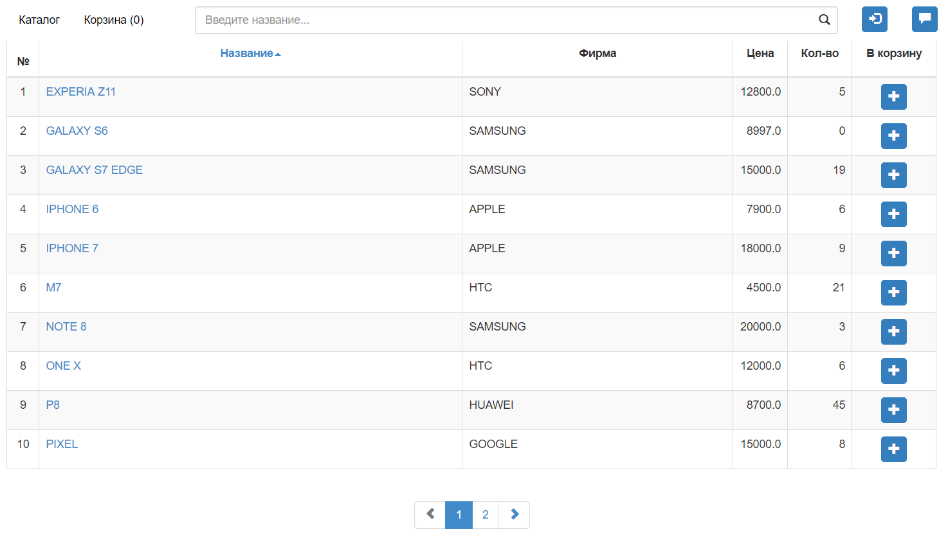 Каталог Корзина (0) Введите название...
№ Название Фирма Цена Кол-во В корзину
1 EXPERIA Z11 SONY 12800.0 5
2 GALAXY S6 SAMSUNG 8997.0 0
3 GALAXY S7 EDGE SAMSUNG 15000.0 19
4 IPHONE 6 APPLE 7900.0 6
5 IPHONE 7 APPLE 18000.0 9
6 M7 HTC 4500.0 21
7 NOTE 8 SAMSUNG 20000.0 3
8 ONE X HTC 12000.0 6
9 P8 HUAWEI 8700.0 45
10 PIXEL GOOGLE 15000.0 8
1 2